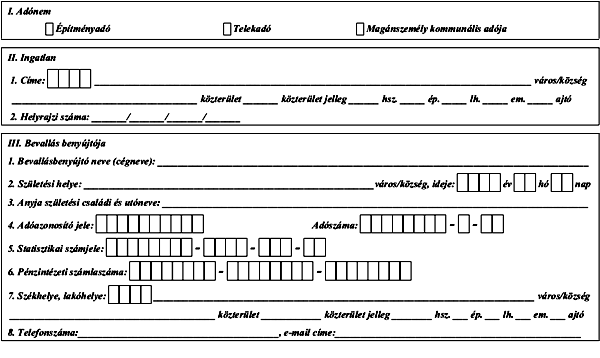 I. Adónem
Építményadó Telekadó Magánszemély kommunális adója
II. Ingatlan
1. Címe: város/község
közterület közterület jelleg hsz. ép. lh. em. ajtó
2. Helyrajzi száma: / / /
III. Bevallás benyújtója
1. Bevallásbenyújtó neve (cégneve):
2. Születési helye: város/község, ideje: év hó nap
3. Anyja születési családi és utóneve:
4. Adóazonosító jele: Adószáma: - -
5. Statisztikai számjele: - - -
6. Pénzintézeti számlaszáma: - -
7. Székhelye, lakóhelye: város/község
közterület közterület jelleg hsz. ép. lh. em. ajtó
8. Telefonszáma: , e-mail címe: